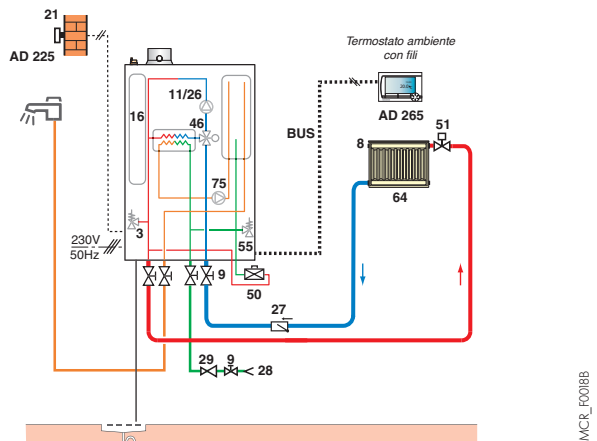 21
AD 225
Termostato ambiente
con fili
AD 265
BUS
16
11/26
46
75
3
55
230V
50Hz
9
50
8
51
64
27
29
9
28
MCR_F0018B